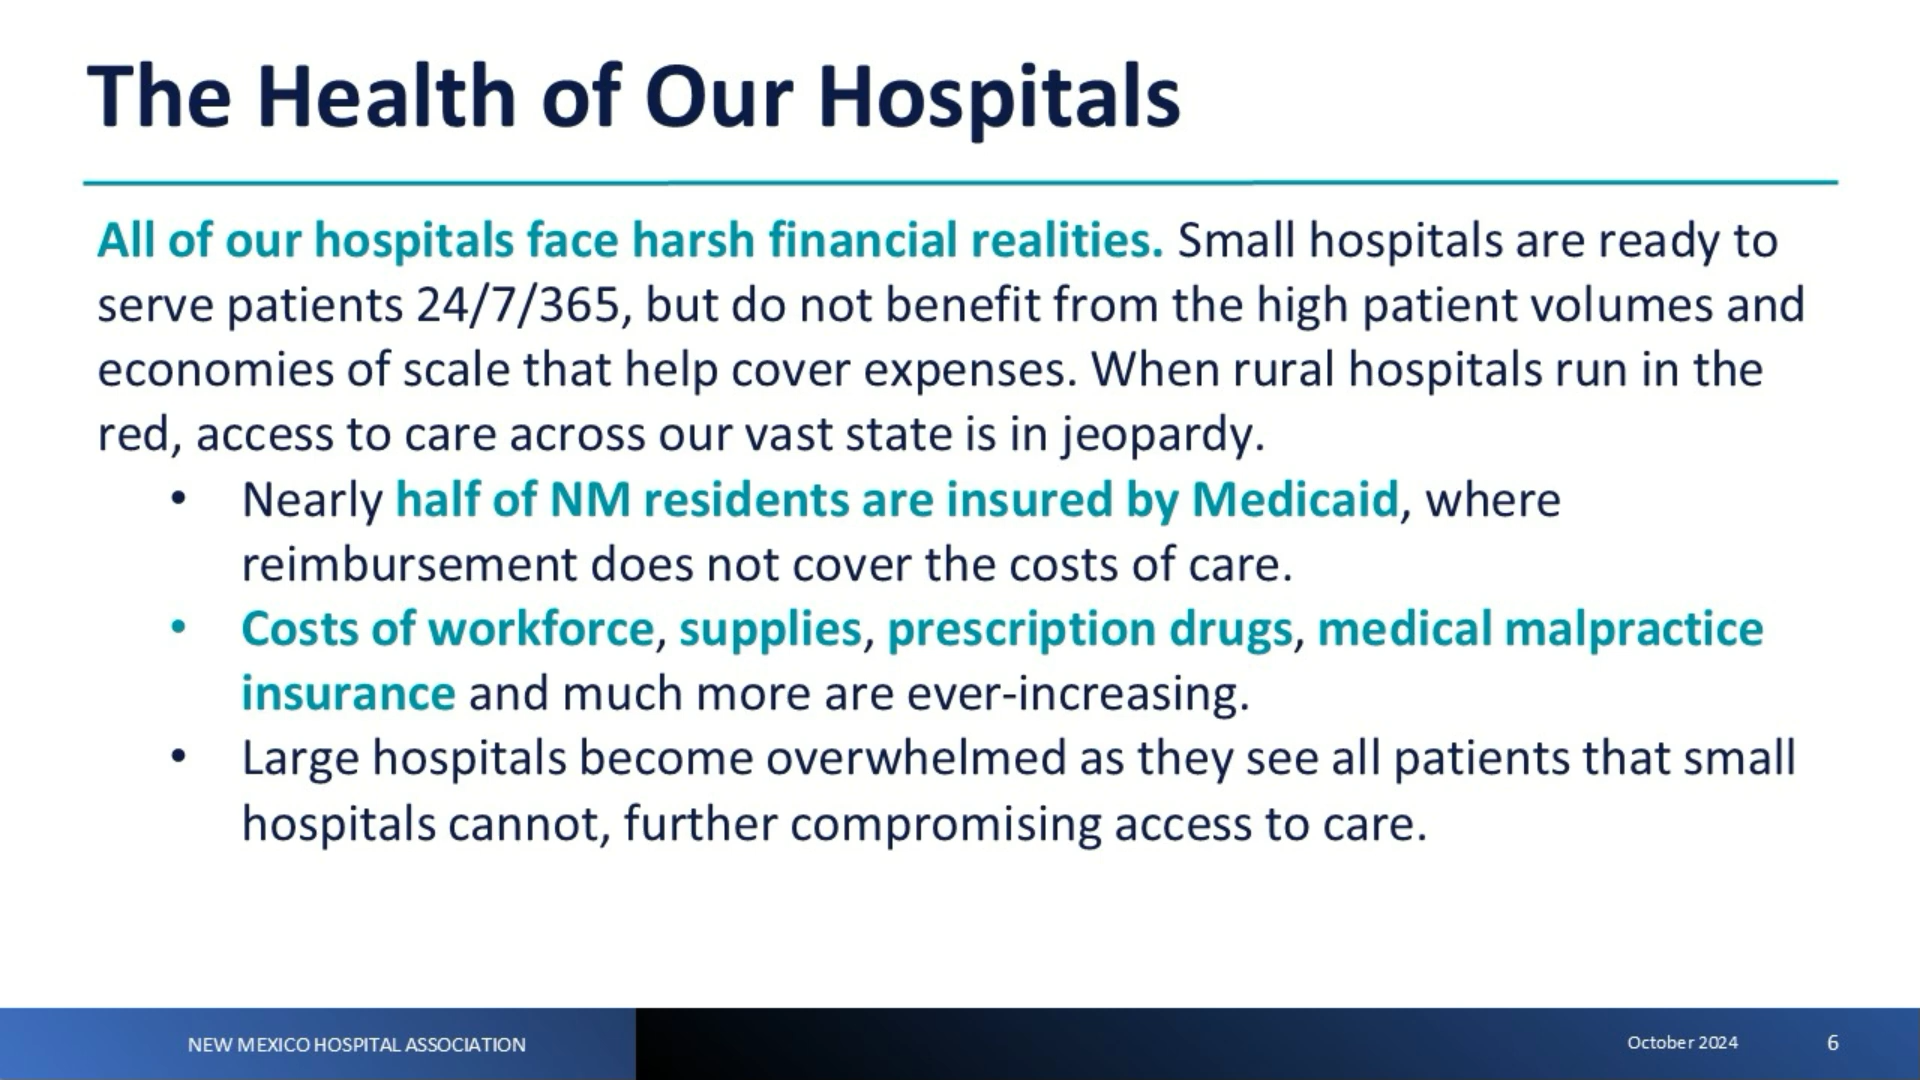 The Health of Our Hospitals
All of our hospitals face harsh financial realities. Small hospitals are ready to
serve patients 24/7/365, but do not benefit from the high patient volumes and
economies of scale that help cover expenses. When rural hospitals run in the
red, access to care across our vast state is in jeopardy.
• Nearly half of NM residents are insured by Medicaid, where
reimbursement does not cover the costs of care.
• Costs of workforce, supplies, prescription drugs, medical malpractice
insurance and much more are ever-increasing.
• Large hospitals become overwhelmed as they see all patients that small
hospitals cannot, further compromising access to care.
NEW MEXICO HOSPITAL ASSOCIATION
October 2024 6